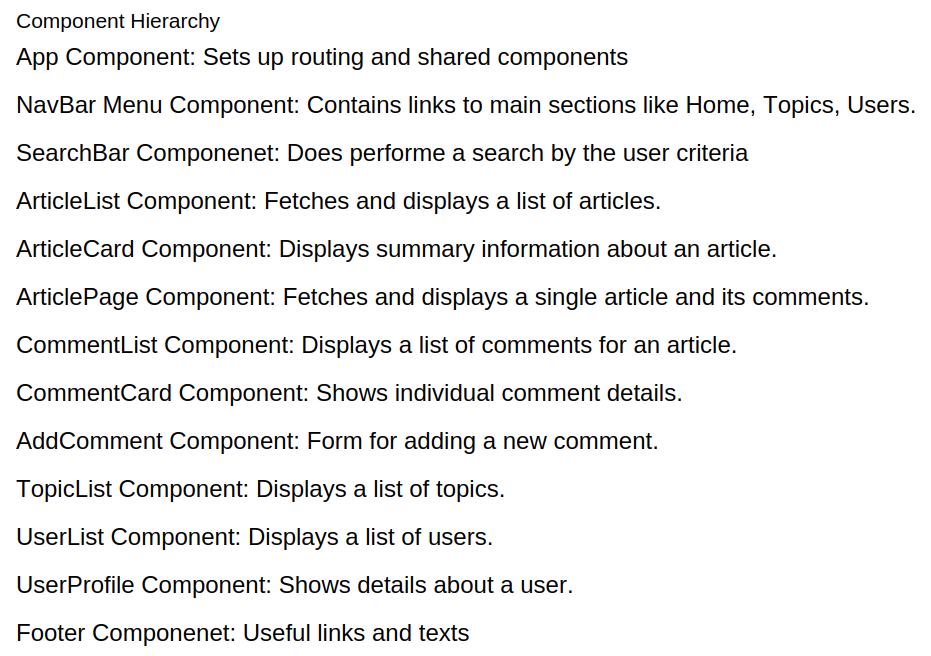 Component Hierarchy
App Component: Sets up routing and shared components
NavBar Menu Component: Contains links to main sections like Home, Topics, Users.
SearchBar Componenet: Does performe a search by the user criteria
ArticleList Component: Fetches and displays a list of articles.
ArticleCard Component: Displays summary information about an article.
ArticlePage Component: Fetches and displays a single article and its comments.
CommentList Component: Displays a list of comments for an article.
CommentCard Component: Shows individual comment details.
AddComment Component: Form for adding a new comment.
TopicList Component: Displays a list of topics.
UserList Component: Displays a list of users.
UserProfile Component: Shows details about a user.
Footer Componenet: Useful links and texts